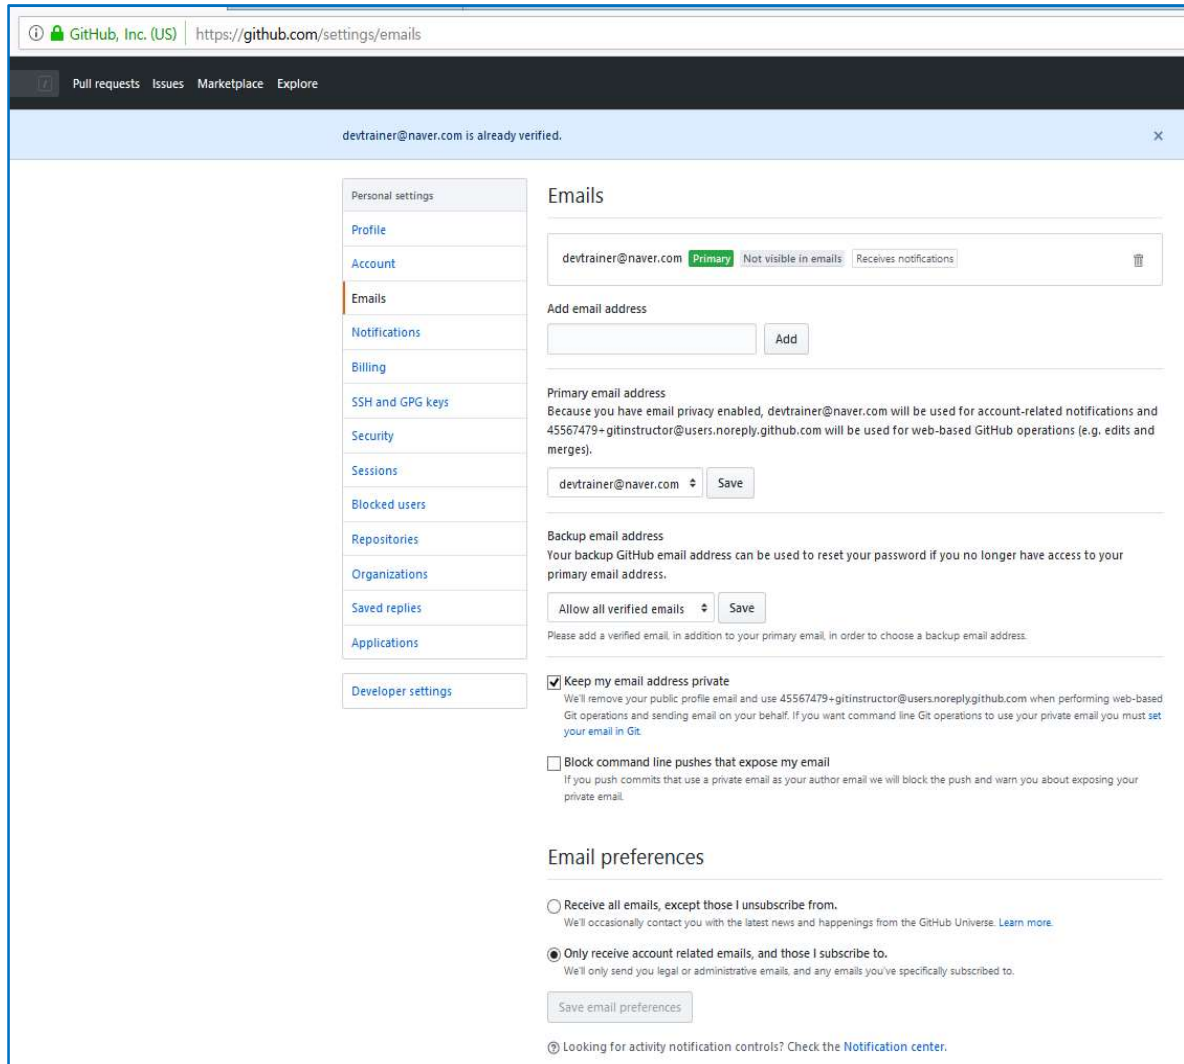 GitHub, Inc. (US) https://github.com/settings/emails
Pull requests Issues Marketplace Explore
devtrainer@naver.com is already verified.
Personal settings
Profile
Account
Emails
Notifications
Billing
SSH and GPG keys
Security
Sessions
Blocked users
Repositories
Organizations
Saved replies
Applications
Developer settings
Emails
devtrainer@naver.com Primary Not visible in emails Receives notifications
Add email address
Add
Primary email address
Because you have email privacy enabled, devtrainer@naver.com will be used for account-related notifications and
45567479+gitinstructor@users.noreply.github.com will be used for web-based GitHub operations (e.g. edits and
merges).
devtrainer@naver.com Save
Backup email address
Your backup GitHub email address can be used to reset your password if you no longer have access to your
primary email address.
Allow all verified emails Save
Please add a verified email, in addition to your primary email, in order to choose a backup email address.
Keep my email address private
We'll remove your public profile email and use 45567479+gitinstructor@users.noreply.github.com when performing web-based
Git operations and sending email on your behalf. If you want command line Git operations to use your private email you must set
your email in Git.
Block command line pushes that expose my email
If you push commits that use a private email as your author email we will block the push and warn you about exposing your
private email.
Email preferences
Receive all emails, except those I unsubscribe from.
We'll occasionally contact you with the latest news and happenings from the GitHub Universe. Learn more.
Only receive account related emails, and those I subscribe to.
We'll only send you legal or administrative emails, and any emails you've specifically subscribed to.
Save email preferences
Looking for activity notification controls? Check the Notification center.